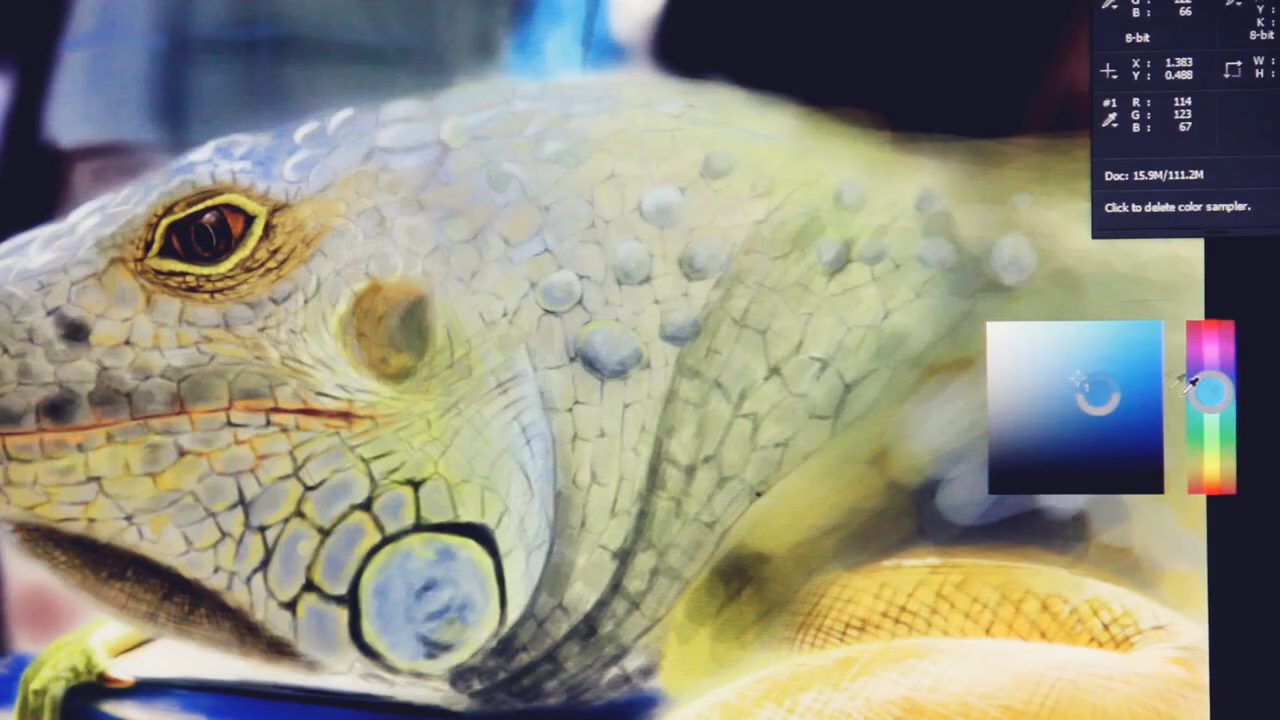 B : 66
Y :
K :
8-bit
8-bit
X : 1.383
Y : 0.488
W :
H :
#1 R : 114
G : 123
B : 67
Doc: 15.9M/111.2M
Click to delete color sampler.